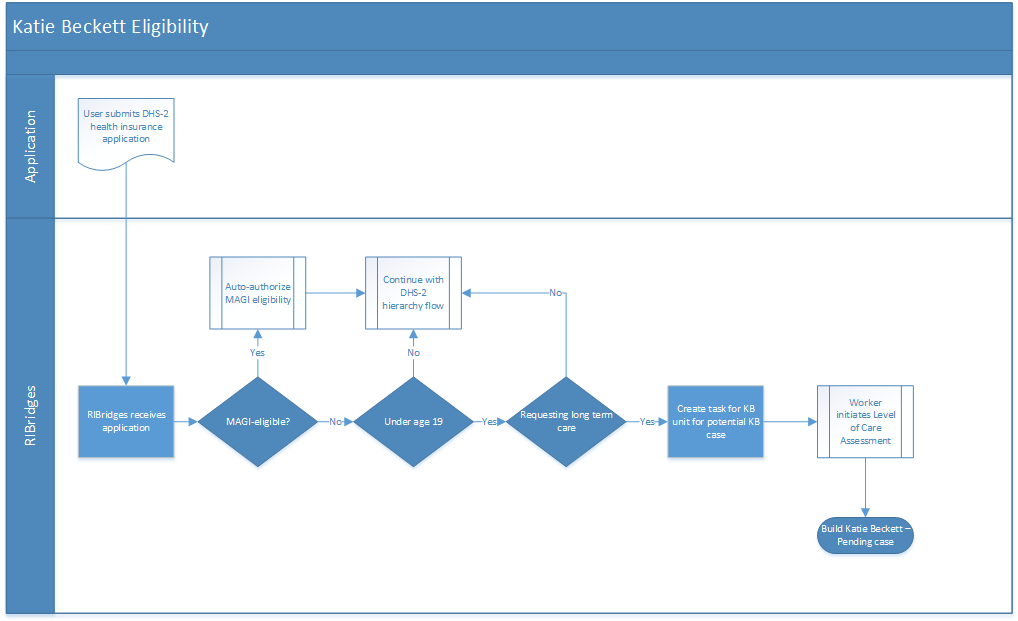 Katie Beckett Eligibility
Application
User submits DHS-2
health insurance
application
RIBridges
Auto-authorize
MAGI eligibility
Continue with
DHS-2
hierarchy flow
No
Yes
No
RIBridges receives
application
MAGI-eligible?
No
Under age 19
Yes
Requesting long term
care
Yes
Create task for KB
unit for potential KB
case
Worker
initiates Level
of Care
Assessment
Build Katie Beckett –
Pending case